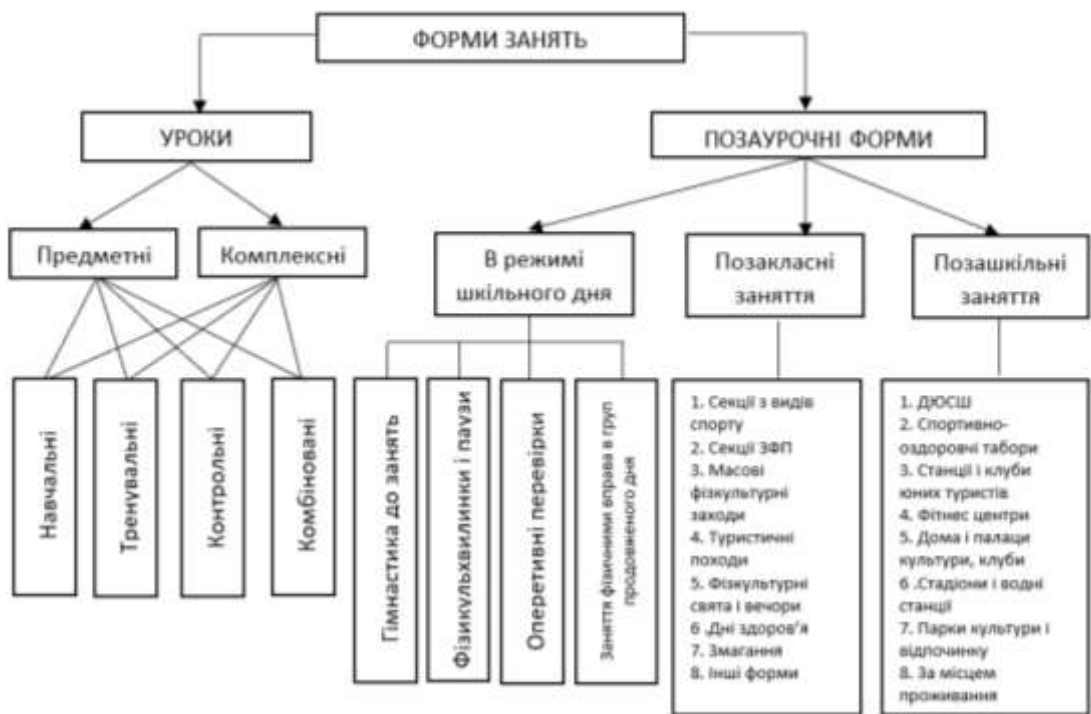 ФОРМИ ЗАНЯТЬ
УРОКИ
ПОЗАУРОЧНІ ФОРМИ
Предметні
Комплексні
В режимі
шкільного дня
Позакласні
заняття
Позашкільні
заняття
Навчальні
Тренувальні
Контрольні
Комбіновані
Гімнастика до занять
Фізикульхвилинки і паузи
Оперетивні перевірки
Заняття фізичними вправа в груп
продовженого дня
1. Секції з видів
спорту
2. Секції ЗФП
3. Масові
фізкультурні
заходи
4. Туристичні
походи
5. Фізкультурні
свята і вечори
6 .Дні здоров'я
7. Змагання
8. Інші форми
1. ДЮСШ
2. Спортивно-
оздоровчі табори
3. Станції і клуби
юних туристів
4. Фітнес центри
5. Дома і палаци
культури, клуби
6 .Стадіони і водні
станції
7. Парки культури і
відпочинку
8. За місцем
проживання